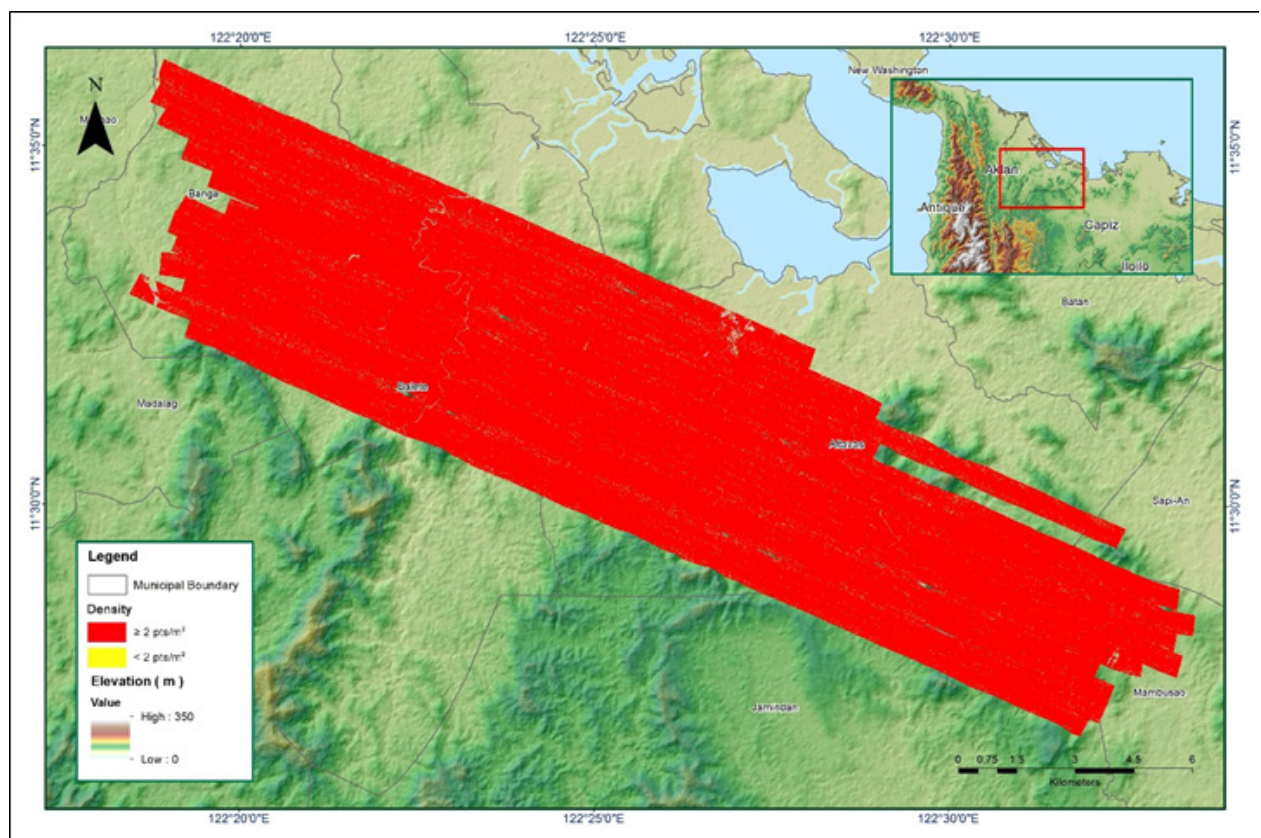 122°20'0"E 122°25'0"E 122°30'0"E
New Washington
N
11°35'0"N
11°35'0"N
Aklan
Banga
Antique
Capiz
Iloilo
Batan
Balete
Madalag
Altavas
11°30'0"N
Sapi-An
11°30'0"N
Legend
Municipal Boundary
Density
≥ 2 pts/m²
< 2 pts/m²
Elevation ( m )
Value
High : 350
Low : 0
Mambusao
Jamindan
0 0.75 1.5 3 4.5 6
Kilometers
122°20'0"E 122°25'0"E 122°30'0"E